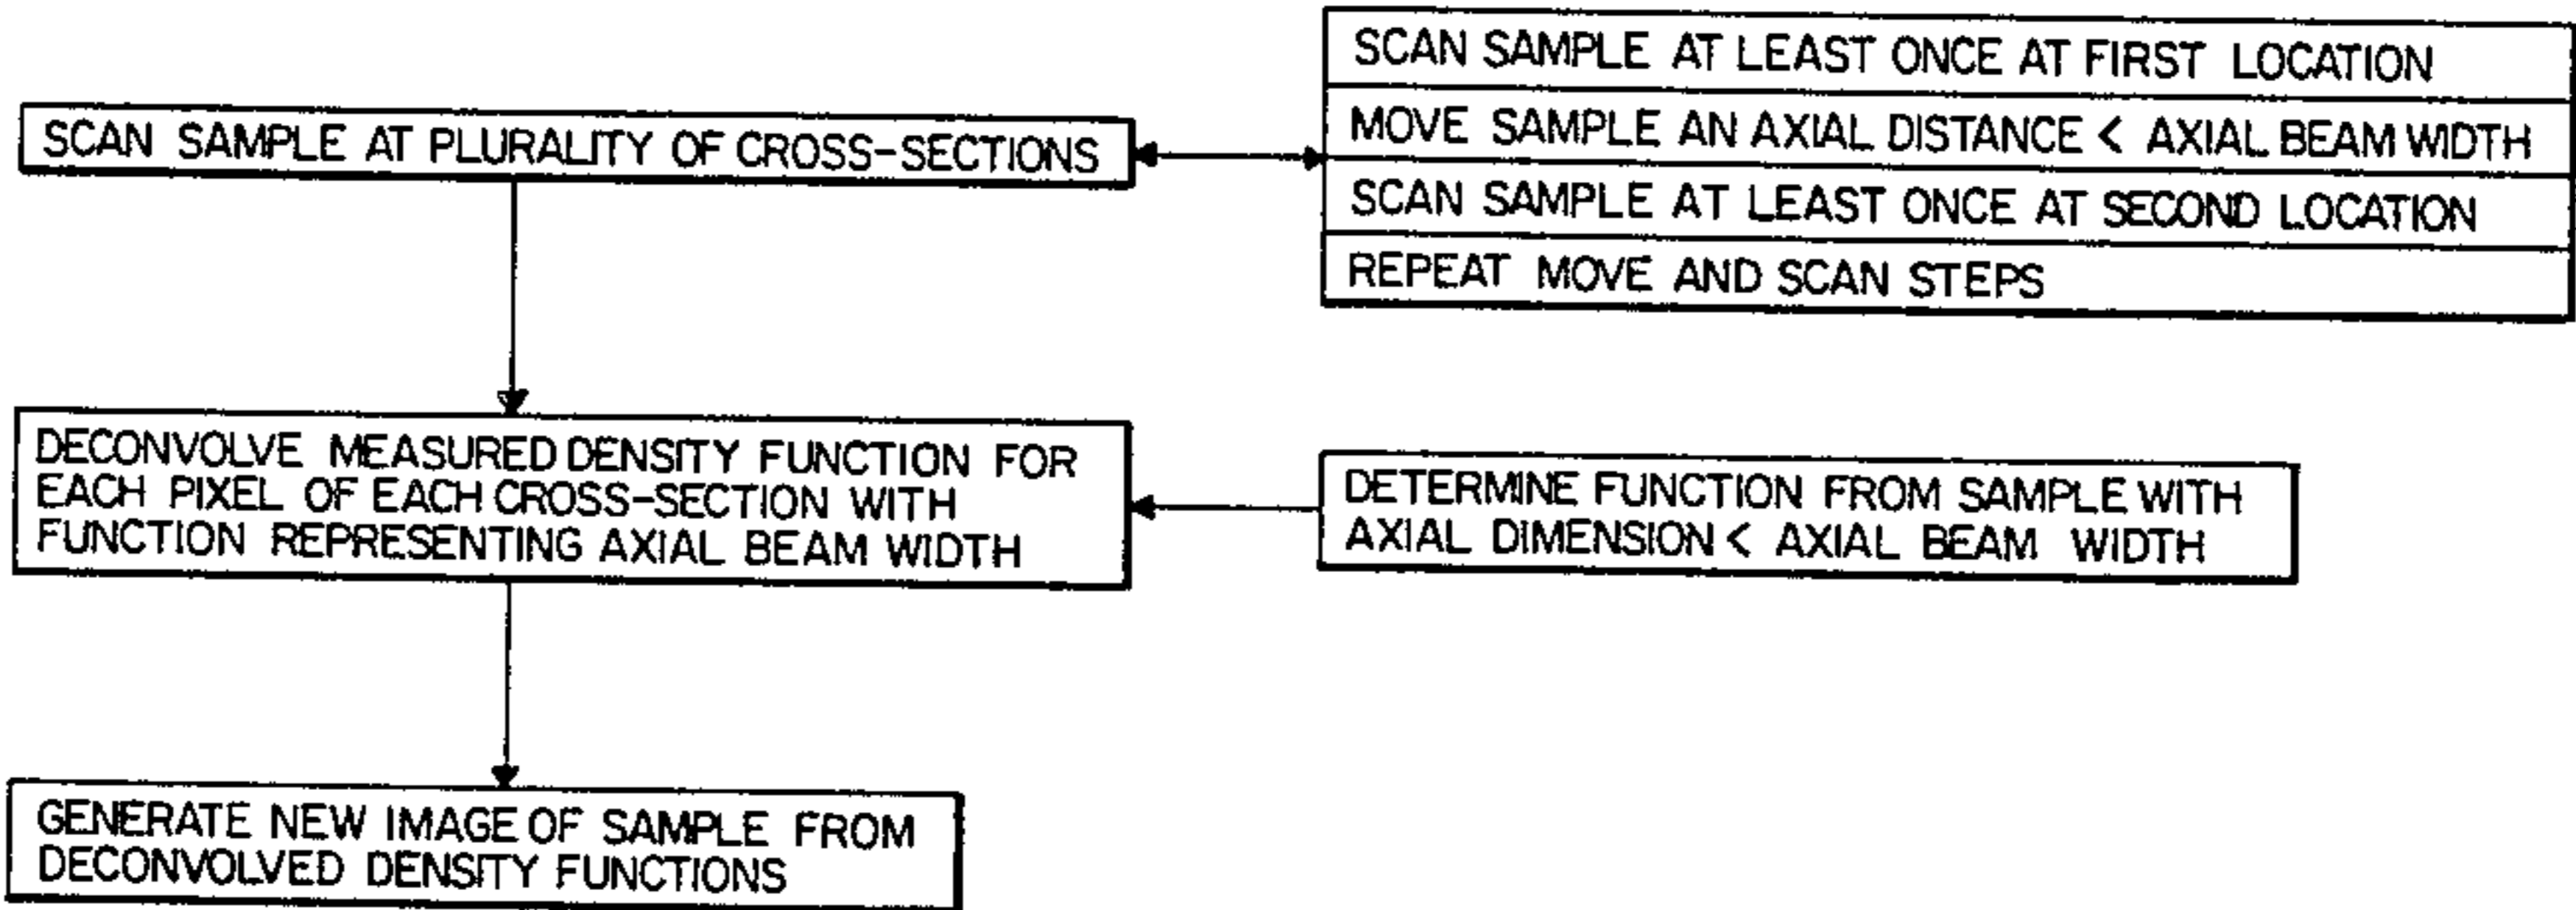 SCAN SAMPLE AT PLURALITY OF CROSS-SECTIONS
SCAN SAMPLE AT LEAST ONCE AT FIRST LOCATION
MOVE SAMPLE AN AXIAL DISTANCE < AXIAL BEAM WIDTH
SCAN SAMPLE AT LEAST ONCE AT SECOND LOCATION
REPEAT MOVE AND SCAN STEPS
DECONVOLVE MEASURED DENSITY FUNCTION FOR
EACH PIXEL OF EACH CROSS-SECTION WITH
FUNCTION REPRESENTING AXIAL BEAM WIDTH
DETERMINE FUNCTION FROM SAMPLE WITH
AXIAL DIMENSION < AXIAL BEAM WIDTH
GENERATE NEW IMAGE OF SAMPLE FROM
DECONVOLVED DENSITY FUNCTIONS